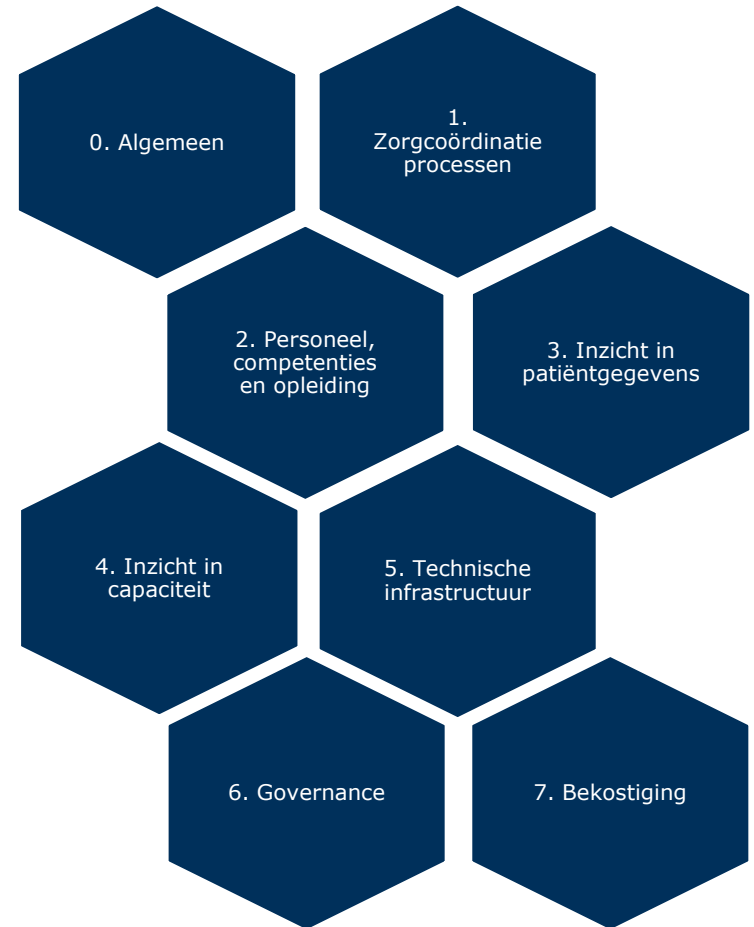 0. Algemeen
1.
Zorgcoördinatie
processen
2. Personeel,
competenties
en opleiding
3. Inzicht in
patiëntgegevens
4. Inzicht in
capaciteit
5. Technische
infrastructuur
6. Governance
7. Bekostiging